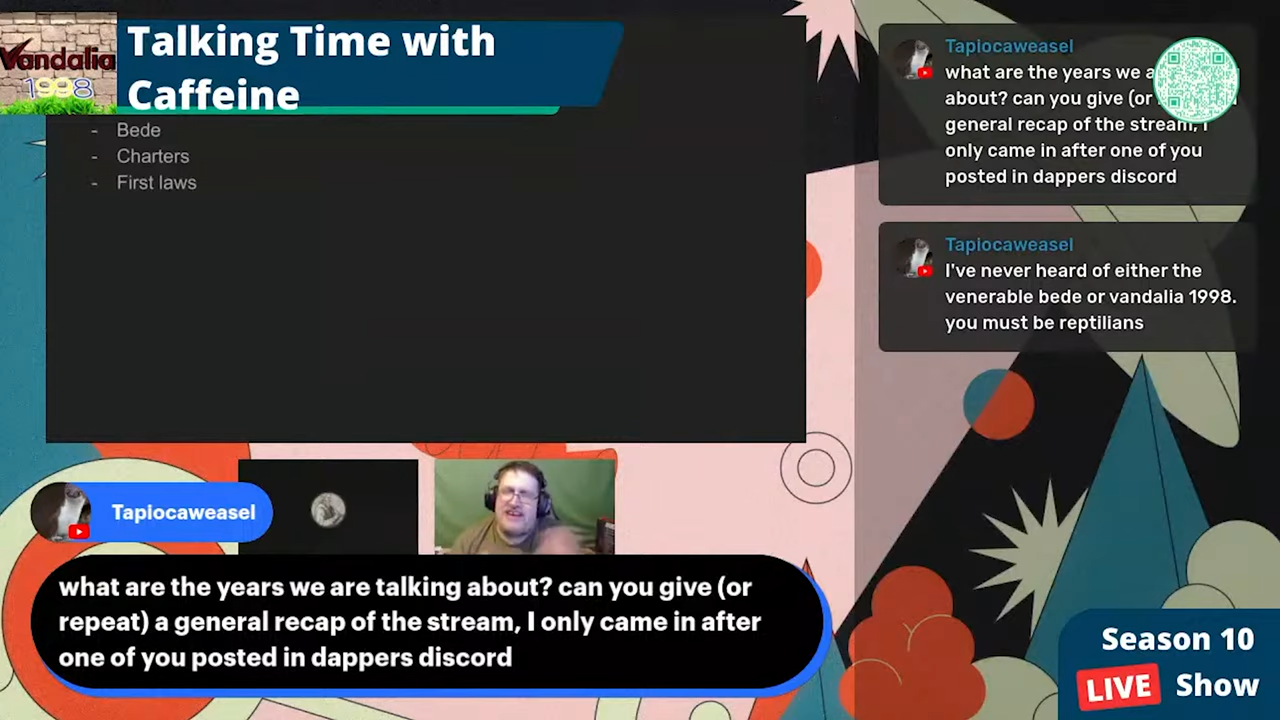 Vandalia
1998
Talking Time with
Caffeine
- Bede
- Charters
- First laws
Tapiocaweasel
what are the years we a
about? can you give (or
general recap of the stream, I
only came in after one of you
posted in dappers discord
Tapiocaweasel
I've never heard of either the
venerable bede or vandalia 1998.
you must be reptilians
Tapiocaweasel
what are the years we are talking about? can you give (or
repeat) a general recap of the stream, I only came in after
one of you posted in dappers discord
Season 10
LIVE Show